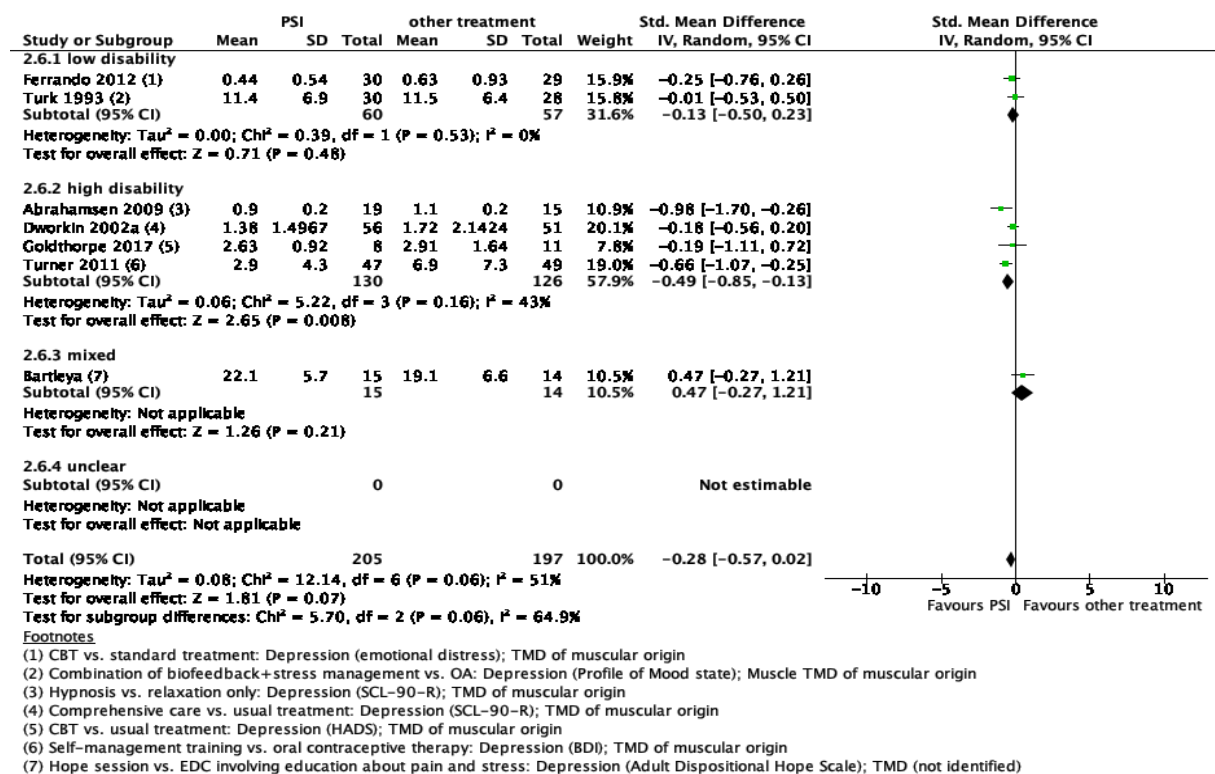 PSI other treatment Std. Mean Difference Std. Mean Difference
Study or Subgroup Mean SD Total Mean SD Total Weight IV, Random, 95% CI IV, Random, 95% CI
2.6.1 low disability
Ferrando 2012 (1) 0.44 0.54 30 0.63 0.93 29 15.9% −0.25 [−0.76, 0.26]
Turk 1993 (2) 11.4 6.9 30 11.5 6.4 28 15.8% −0.01 [−0.53, 0.50]
Subtotal (95% CI) 60 57 31.6% −0.13 [−0.50, 0.23]
Heterogeneity: Tau² = 0.00; Chi² = 0.39, df = 1 (P = 0.53); I² = 0%
Test for overall effect: Z = 0.71 (P = 0.48)
2.6.2 high disability
Abrahamsen 2009 (3) 0.9 0.2 19 1.1 0.2 15 10.9% −0.98 [−1.70, −0.26]
Dworkin 2002a (4) 1.38 1.4967 56 1.72 2.1424 51 20.1% −0.18 [−0.56, 0.20]
Goldthorpe 2017 (5) 2.63 0.92 8 2.91 1.64 11 7.8% −0.19 [−1.11, 0.72]
Turner 2011 (6) 2.9 4.3 47 6.9 7.3 49 19.0% −0.66 [−1.07, −0.25]
Subtotal (95% CI) 130 126 57.9% −0.49 [−0.85, −0.13]
Heterogeneity: Tau² = 0.06; Chi² = 5.22, df = 3 (P = 0.16); I² = 43%
Test for overall effect: Z = 2.65 (P = 0.008)
2.6.3 mixed
Bartleya (7) 22.1 5.7 15 19.1 6.6 14 10.5% 0.47 [−0.27, 1.21]
Subtotal (95% CI) 15 14 10.5% 0.47 [−0.27, 1.21]
Heterogeneity: Not applicable
Test for overall effect: Z = 1.26 (P = 0.21)
2.6.4 unclear
Subtotal (95% CI) 0 0 Not estimable
Heterogeneity: Not applicable
Test for overall effect: Not applicable
Total (95% CI) 205 197 100.0% −0.28 [−0.57, 0.02]
Heterogeneity: Tau² = 0.08; Chi² = 12.14, df = 6 (P = 0.06); I² = 51%
Test for overall effect: Z = 1.81 (P = 0.07)
Test for subgroup differences: Chi² = 5.70, df = 2 (P = 0.06), I² = 64.9%
−10 −5 0 5 10
Favours PSI Favours other treatment
Footnotes
(1) CBT vs. standard treatment: Depression (emotional distress); TMD of muscular origin
(2) Combination of biofeedback+stress management vs. OA: Depression (Profile of Mood state); Muscle TMD of muscular origin
(3) Hypnosis vs. relaxation only: Depression (SCL−90−R); TMD of muscular origin
(4) Comprehensive care vs. usual treatment: Depression (SCL−90−R); TMD of muscular origin
(5) CBT vs. usual treatment: Depression (HADS); TMD of muscular origin
(6) Self−management training vs. oral contraceptive therapy: Depression (BDI); TMD of muscular origin
(7) Hope session vs. EDC involving education about pain and stress: Depression (Adult Dispositional Hope Scale); TMD (not identified)